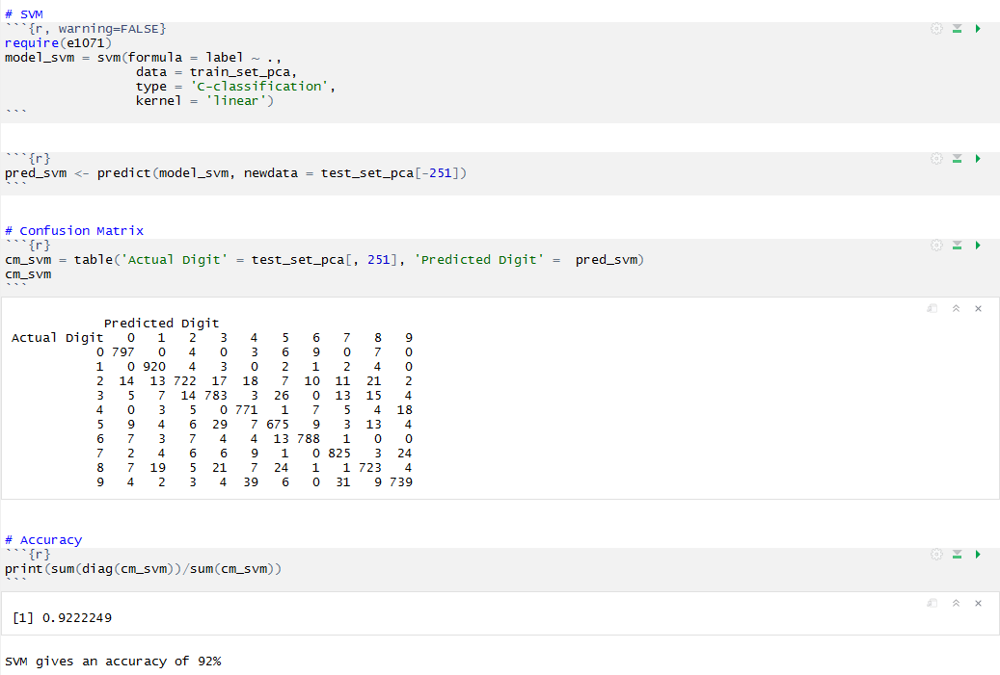 # SVM
```{r, warning=FALSE}
require(e1071)
model_svm = svm(formula = label ~ .,
                 data = train_set_pca,
                 type = 'C-classification',
                 kernel = 'linear')
```
```{r}
pred_svm <- predict(model_svm, newdata = test_set_pca[-251])
```
# Confusion Matrix
```{r}
cm_svm = table('Actual Digit' = test_set_pca[, 251], 'Predicted Digit' =  pred_svm)
cm_svm
```
            Predicted Digit
Actual Digit   0   1   2   3   4   5   6   7   8   9
           0 797   0   4   0   3   6   9   0   7   0
           1   0 920   4   3   0   2   1   2   4   0
           2  14  13 722  17  18   7  10  11  21   2
           3   5   7  14 783   3  26   0  13  15   4
           4   0   3   5   0 771   1   7   5   4  18
           5   9   4   6  29   7 675   9   3  13   4
           6   7   3   7   4   4  13 788   1   0   0
           7   2   4   6   6   9   1   0 825   3  24
           8   7  19   5  21   7  24   1   1 723   4
           9   4   2   3   4  39   6   0  31   9 739
# Accuracy
```{r}
print(sum(diag(cm_svm))/sum(cm_svm))
```
[1] 0.9222249
SVM gives an accuracy of 92%